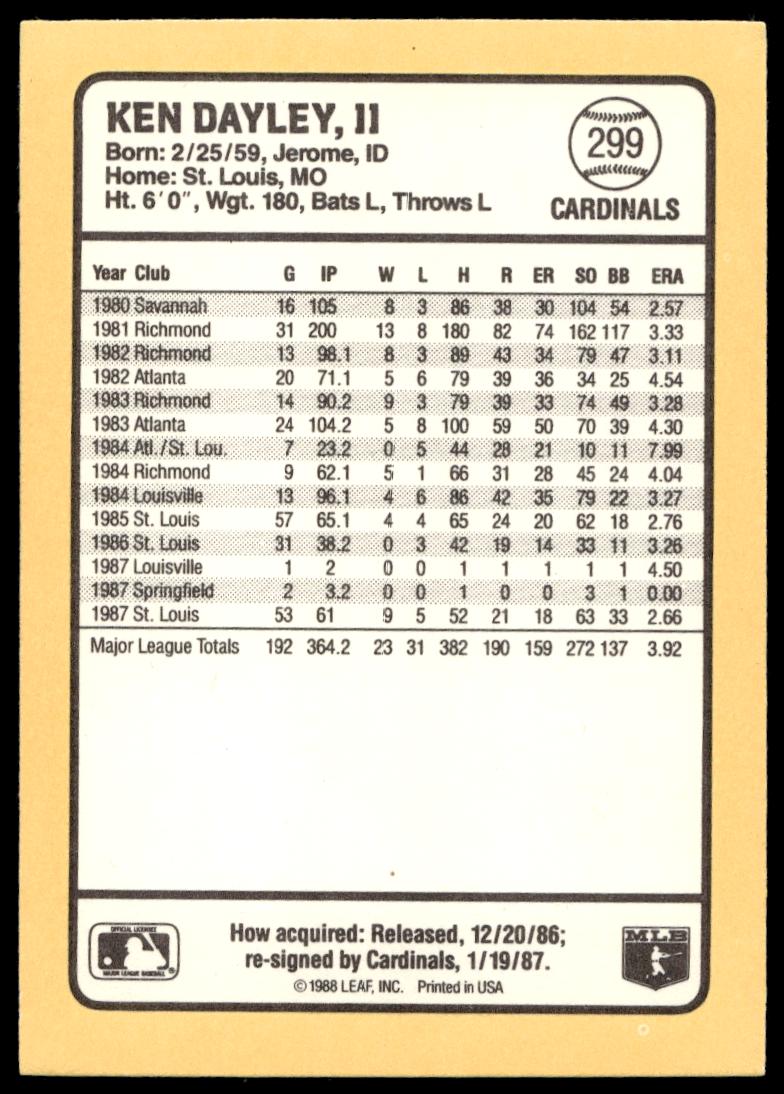 KEN DAYLEY, II
Born: 2/25/59, Jerome, ID
Home: St. Louis, MO
Ht. 6'0", Wgt. 180, Bats L, Throws L
299
CARDINALS
Year Club G IP W L H R ER SO BB ERA
1980 Savannah 16 105 8 3 86 38 30 104 54 2.57
1981 Richmond 31 200 13 8 180 82 74 162 117 3.33
1982 Richmond 13 98.1 8 3 89 43 34 79 47 3.11
1982 Atlanta 20 71.1 5 6 79 39 36 34 25 4.54
1983 Richmond 14 90.2 9 3 79 39 33 74 49 3.28
1983 Atlanta 24 104.2 5 8 100 59 50 70 39 4.30
1984 Atl./St. Lou. 7 23.2 0 5 44 28 21 10 11 7.99
1984 Richmond 9 62.1 5 1 66 31 28 45 24 4.04
1984 Louisville 13 96.1 4 6 86 42 35 79 22 3.27
1985 St. Louis 57 65.1 4 4 65 24 20 62 18 2.76
1986 St. Louis 31 38.2 0 3 42 19 14 33 11 3.26
1987 Louisville 1 2 0 0 1 1 1 1 1 4.50
1987 Springfield 2 3.2 0 0 1 0 0 3 1 0.00
1987 St. Louis 53 61 9 5 52 21 18 63 33 2.66
Major League Totals 192 364.2 23 31 382 190 159 272 137 3.92
OFFICIAL LICENSEE
MAJOR LEAGUE BASEBALL
®
How acquired: Released, 12/20/86;
re-signed by Cardinals, 1/19/87.
© 1988 LEAF, INC. Printed in USA
MLB